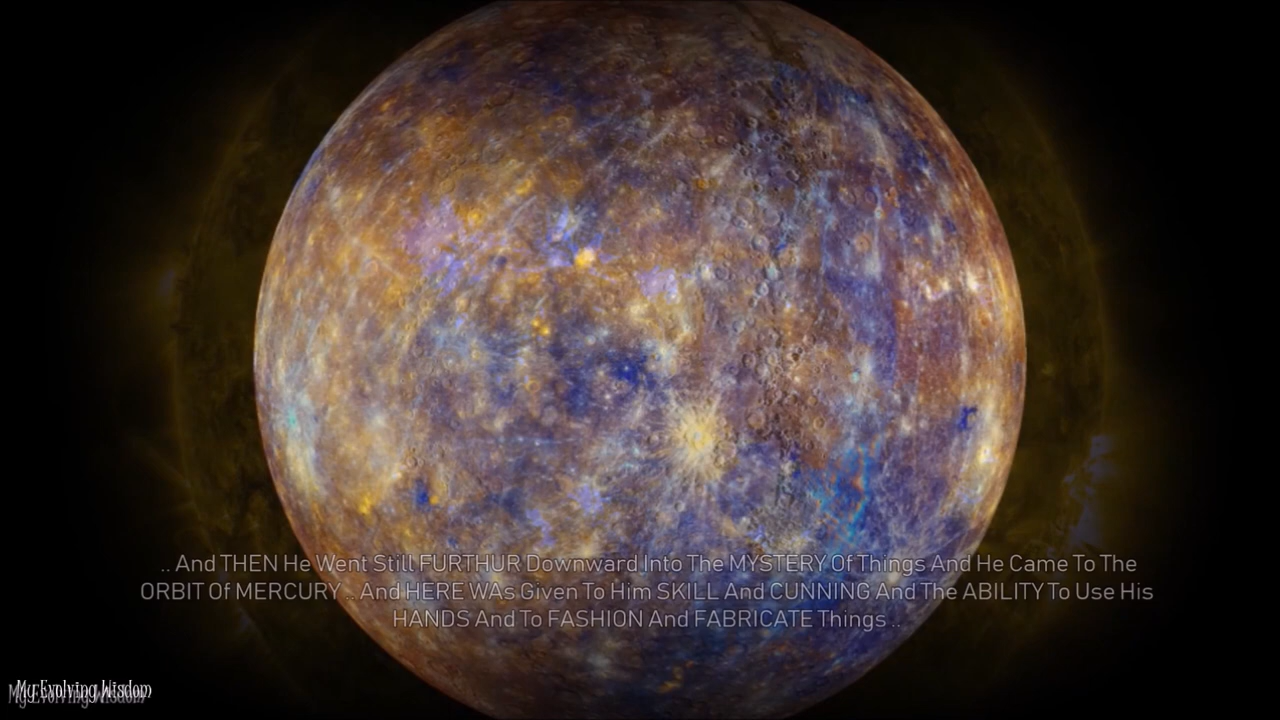 .. And THEN He Went Still FURTHUR Downward Into The MYSTERY Of Things And He Came To The
ORBIT Of MERCURY .. And HERE WAs Given To Him SKILL And CUNNING And The ABILITY To Use His
HANDS And To FASHION And FABRICATE Things ..
My Evolving Wisdom